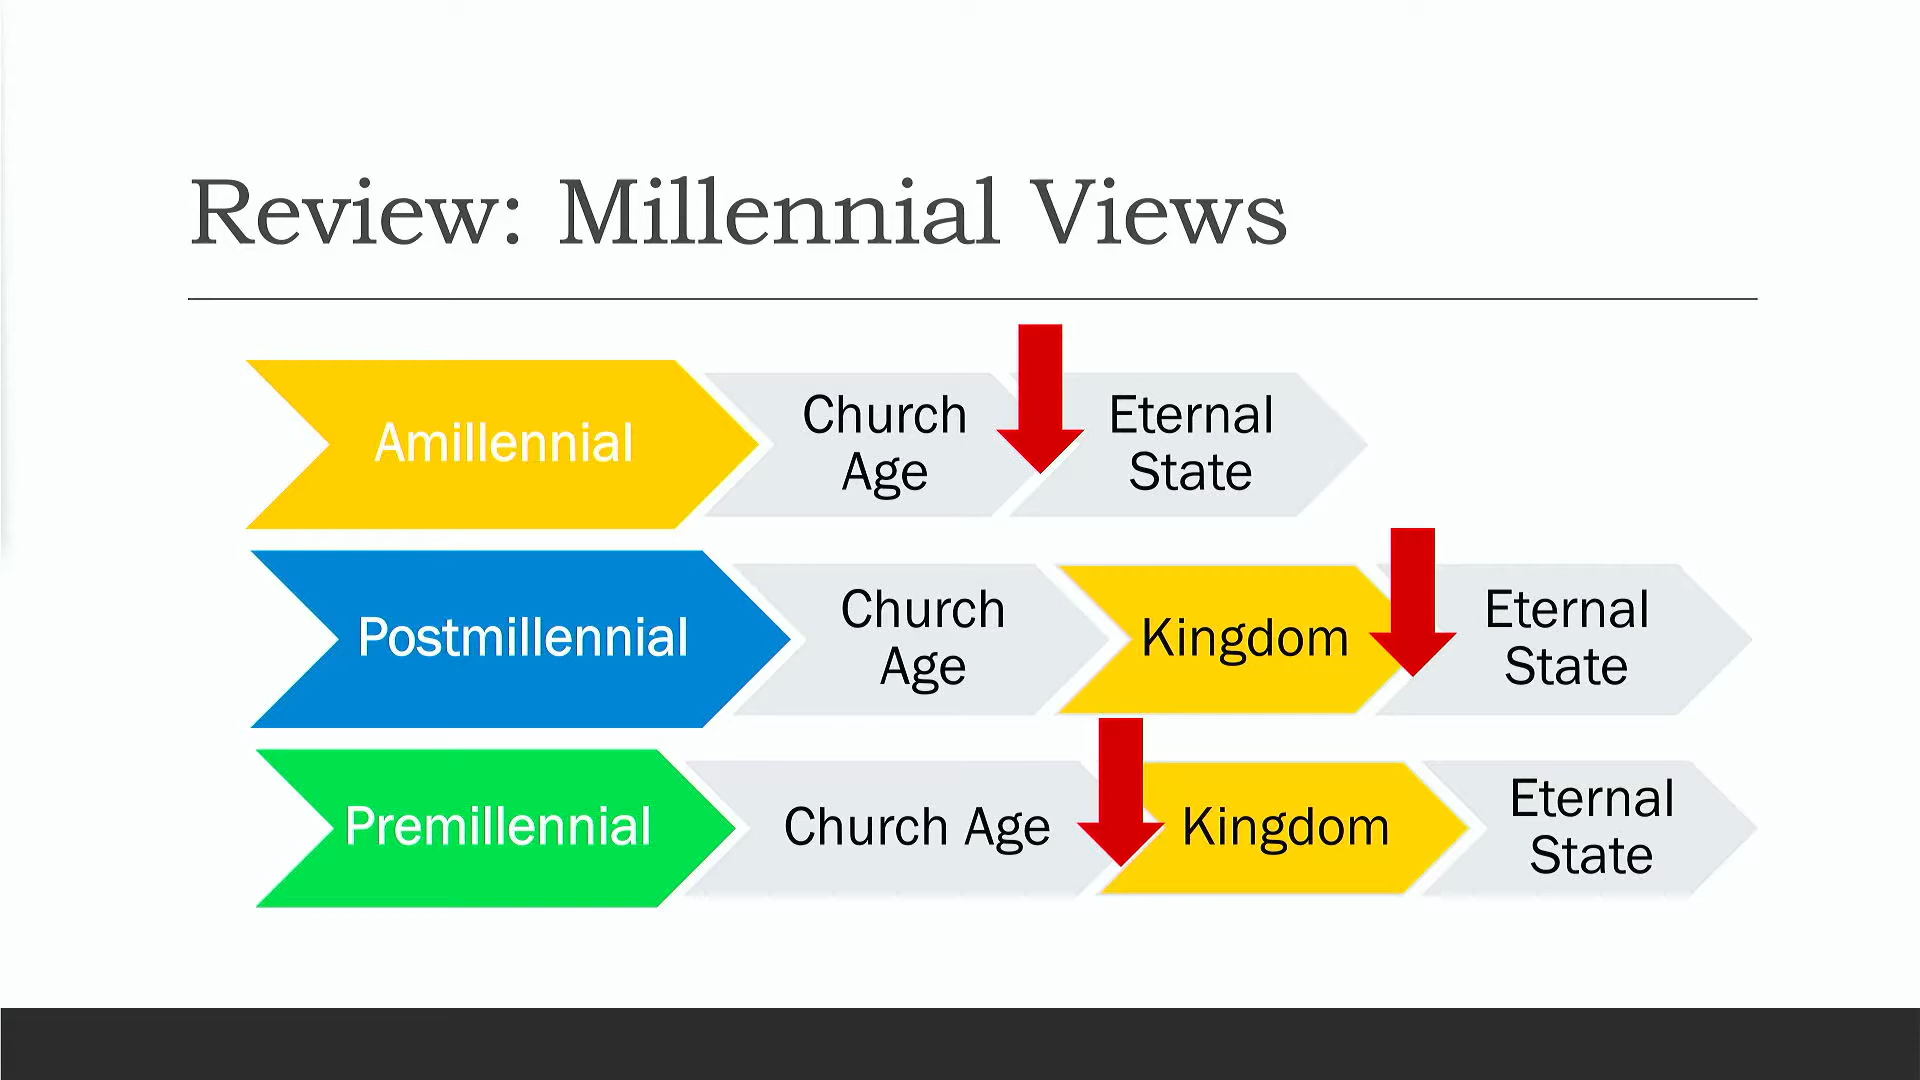 Review: Millennial Views
Amillennial
Church
Age
Eternal
State
Postmillennial
Church
Age
Kingdom
Eternal
State
Premillennial
Church Age
Kingdom
Eternal
State